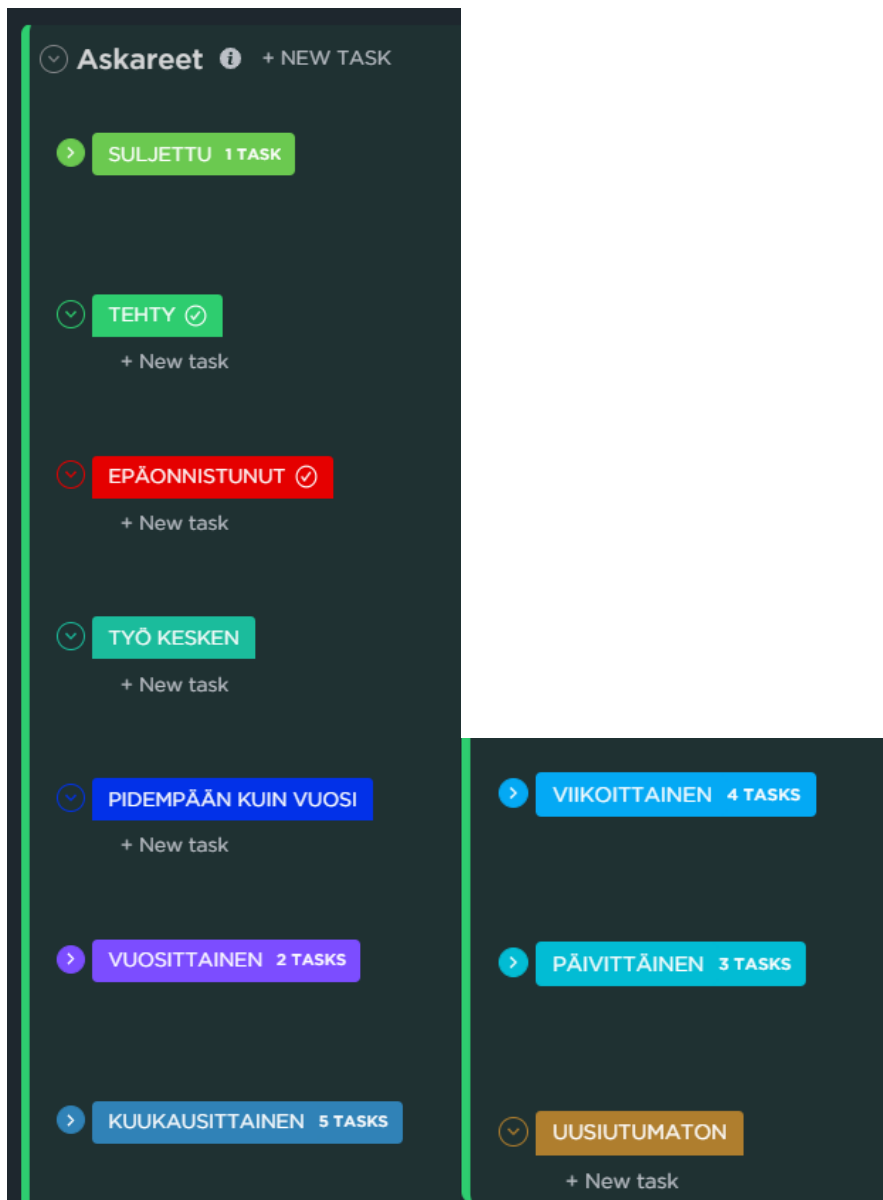 Askareet + NEW TASK
SULJETTU 1 TASK
TEHTY
+ New task
EPÄONNISTUNUT
+ New task
TYÖ KESKEN
+ New task
PIDEMPÄÄN KUIN VUOSI
+ New task
VUOSITTAINEN 2 TASKS
KUUKAUSITTAINEN 5 TASKS
VIIKOITTAINEN 4 TASKS
PÄIVITTÄINEN 3 TASKS
UUSIUTUMATON
+ New task